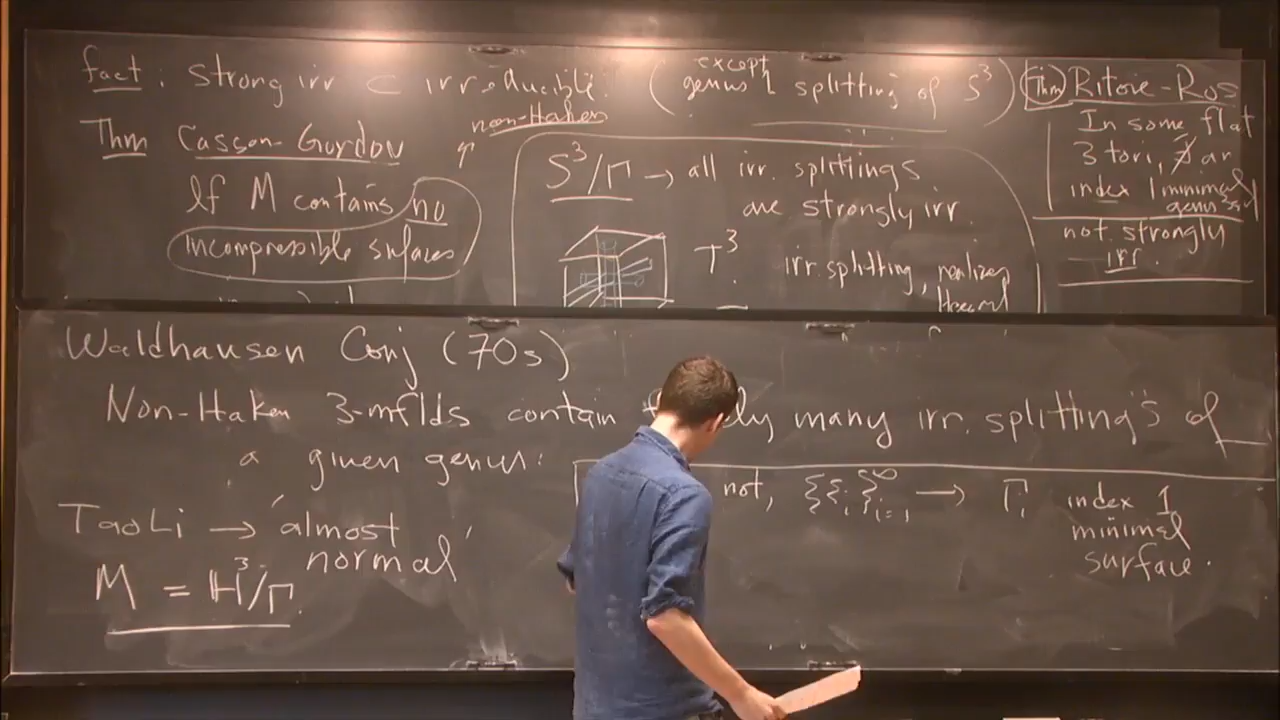 fact: Strong irr ⊂ irreducible. (except genus 1 splitting of S³)
non-Haken
Thm Casson-Gordon
If M contains no
incompressible surfaces
S³/Γ → all irr. splittings
are strongly irr.
T³ irr. splitting, realizes
Heegaard
Thm Ritoré-Ros
In some flat
3 tori, ∄ an
index 1 minimal
genus
not strongly
irr.
Waldhausen Conj (70s)
Non-Haken 3-mflds contain many irr. splitting's of
a given genus.
Tao Li → 'almost
normal'
M = H³/Γ.
not, {Σᵢ}∞ᵢ₌₁ → Γᵢ index 1
minimal
surface.